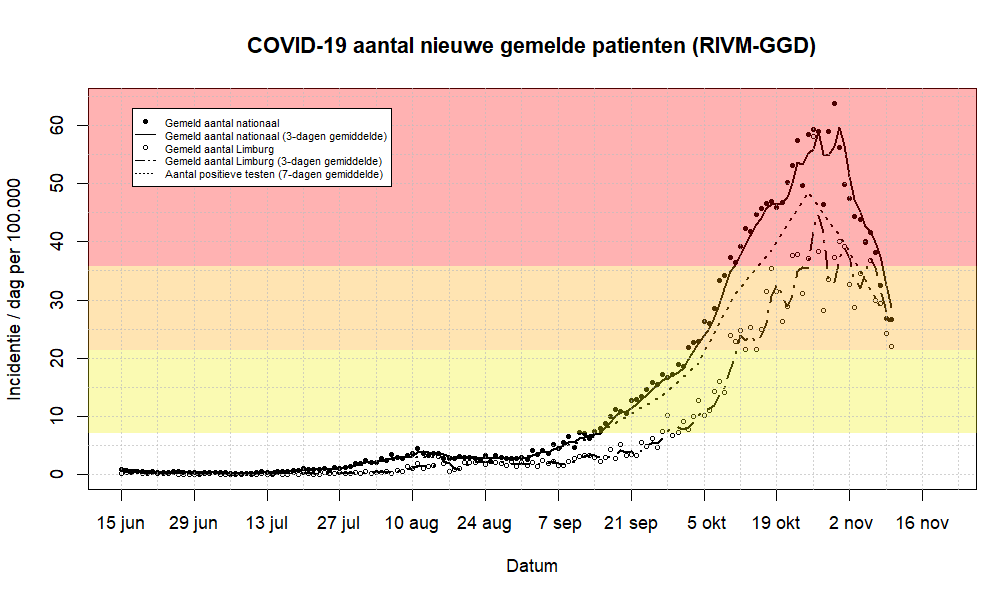 COVID-19 aantal nieuwe gemelde patienten (RIVM-GGD)
Gemeld aantal nationaal
Gemeld aantal nationaal (3-dagen gemiddelde)
Gemeld aantal Limburg
Gemeld aantal Limburg (3-dagen gemiddelde)
Aantal positieve testen (7-dagen gemiddelde)
Incidentie / dag per 100.000
60
50
40
30
20
10
0
15 jun 29 jun 13 jul 27 jul 10 aug 24 aug 7 sep 21 sep 5 okt 19 okt 2 nov 16 nov
Datum